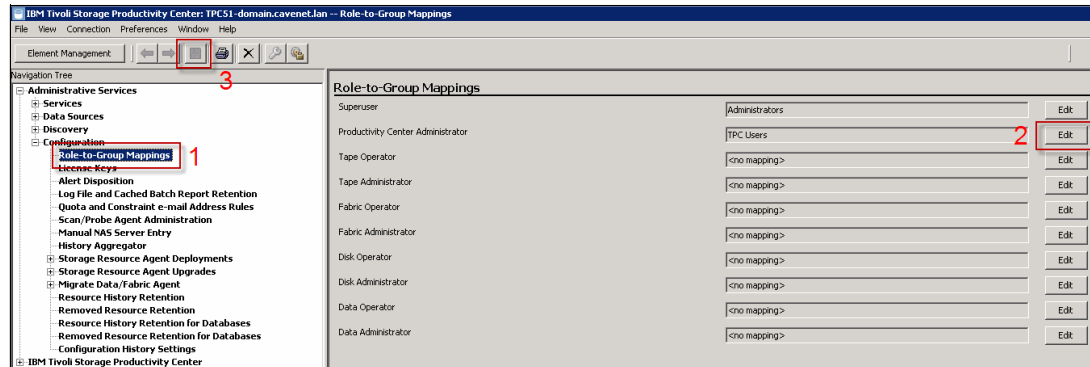 IBM Tivoli Storage Productivity Center: TPC51-domain.cavenet.lan -- Role-to-Group Mappings
File View Connection Preferences Window Help
Element Management
3
Navigation Tree
Administrative Services
Services
Data Sources
Discovery
Configuration
Role-to-Group Mappings 1
License Keys
Alert Disposition
Log File and Cached Batch Report Retention
Quota and Constraint e-mail Address Rules
Scan/Probe Agent Administration
Manual NAS Server Entry
History Aggregator
Storage Resource Agent Deployments
Storage Resource Agent Upgrades
Migrate Data/Fabric Agent
Resource History Retention
Removed Resource Retention
Resource History Retention for Databases
Removed Resource Retention for Databases
Configuration History Settings
IBM Tivoli Storage Productivity Center
Role-to-Group Mappings
Superuser Administrators Edit
Productivity Center Administrator TPC Users 2 Edit
Tape Operator <no mapping> Edit
Tape Administrator <no mapping> Edit
Fabric Operator <no mapping> Edit
Fabric Administrator <no mapping> Edit
Disk Operator <no mapping> Edit
Disk Administrator <no mapping> Edit
Data Operator <no mapping> Edit
Data Administrator <no mapping> Edit